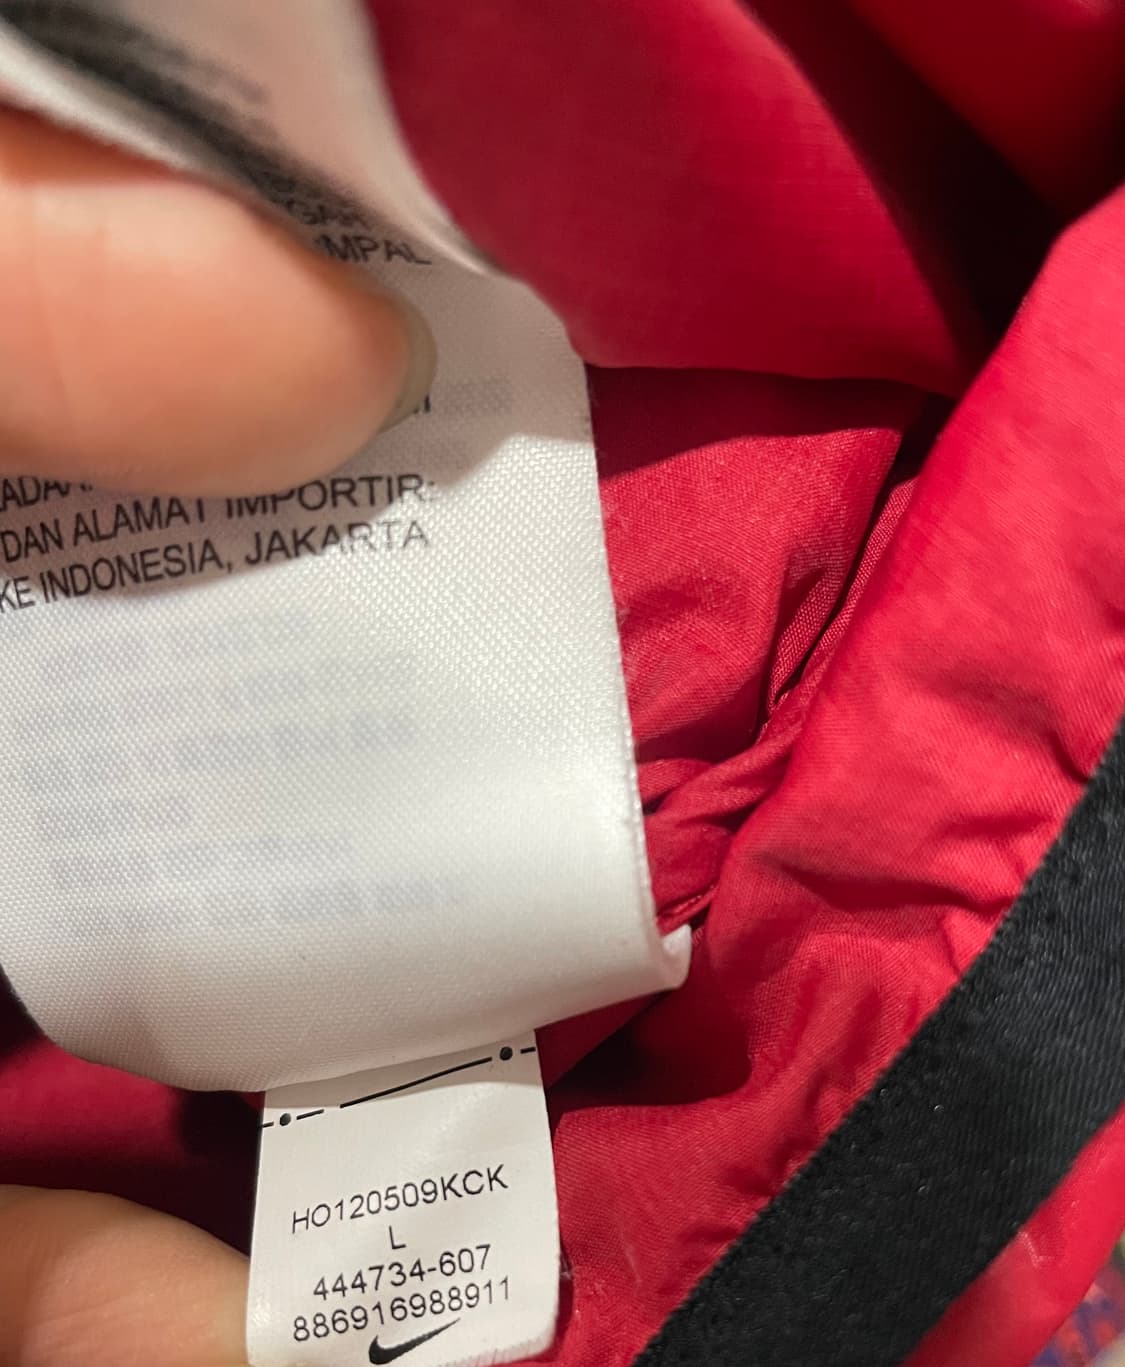 DAN ALAMAT IMPORTIR:
INDONESIA, JAKARTA
HO120509KCK
L
444734-607
886916988911